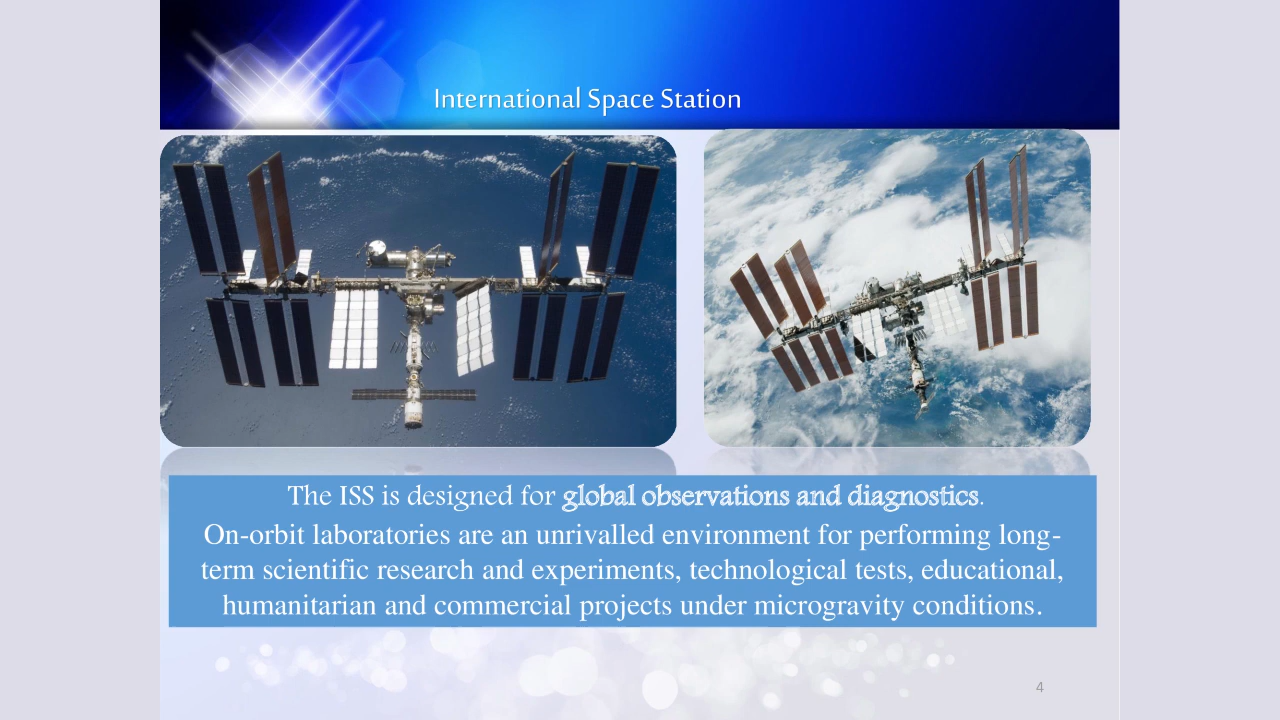 International Space Station
The ISS is designed for global observations and diagnostics.
On-orbit laboratories are an unrivalled environment for performing long-
term scientific research and experiments, technological tests, educational,
humanitarian and commercial projects under microgravity conditions.
4